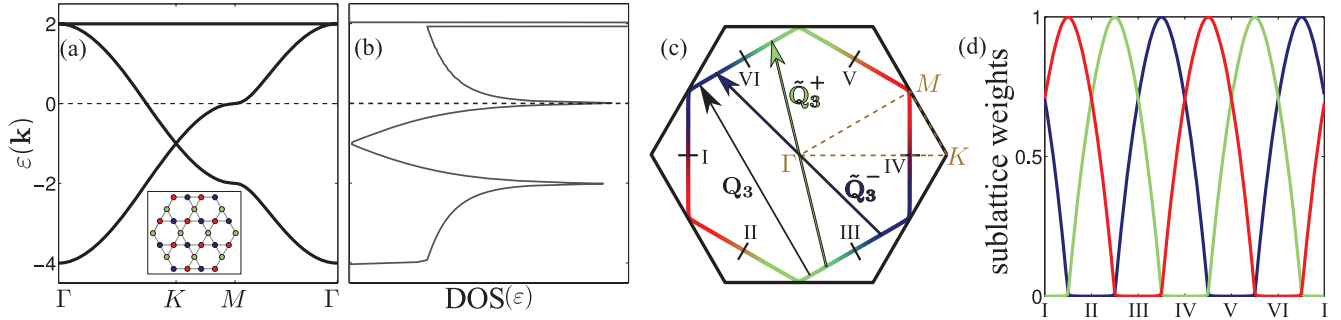 (a)
ε(k)
2
0
−2
−4
Γ
K
M
Γ
(b)
DOS(ε)
(c)
VI
V
Q̃₃⁺
M
Γ
K
I
IV
Q₃
Q̃₃⁻
II
III
(d)
sublattice weights
1
0.5
0
I
II
III
IV
V
VI
I